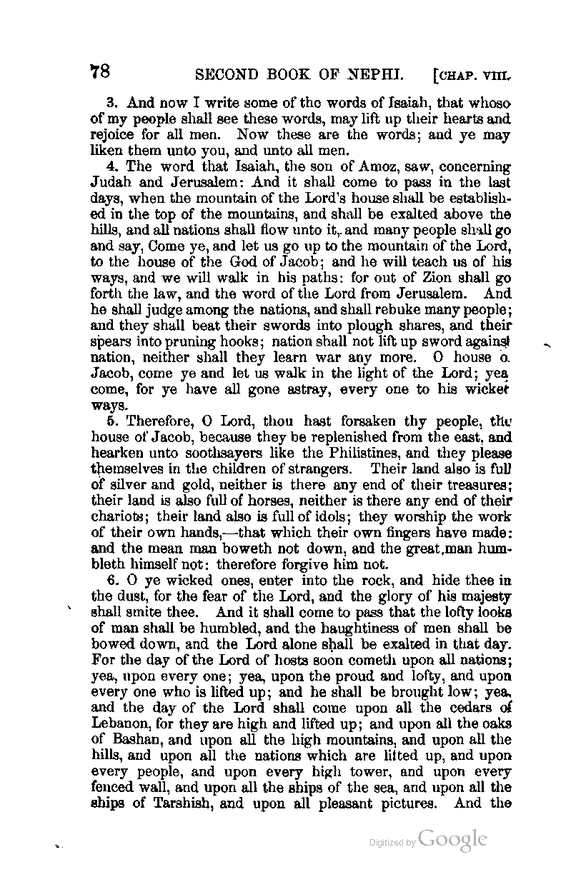 78 SECOND BOOK OF NEPHI. [CHAP. VIII.
3. And now I write some of the words of Isaiah, that whoso
of my people shall see these words, may lift up their hearts and
rejoice for all men. Now these are the words; and ye may
liken them unto you, and unto all men.
4. The word that Isaiah, the son of Amoz, saw, concerning
Judah and Jerusalem: And it shall come to pass in the last
days, when the mountain of the Lord's house shall be establish-
ed in the top of the mountains, and shall be exalted above the
hills, and all nations shall flow unto it, and many people shall go
and say, Come ye, and let us go up to the mountain of the Lord,
to the house of the God of Jacob; and he will teach us of his
ways, and we will walk in his paths: for out of Zion shall go
forth the law, and the word of the Lord from Jerusalem. And
he shall judge among the nations, and shall rebuke many people;
and they shall beat their swords into plough shares, and their
spears into pruning hooks; nation shall not lift up sword against
nation, neither shall they learn war any more. O house o
Jacob, come ye and let us walk in the light of the Lord; yea
come, for ye have all gone astray, every one to his wicked
ways.
5. Therefore, O Lord, thou hast forsaken thy people, the
house of Jacob, because they be replenished from the east, and
hearken unto soothsayers like the Philistines, and they please
themselves in the children of strangers. Their land also is full
of silver and gold, neither is there any end of their treasures;
their land is also full of horses, neither is there any end of their
chariots; their land also is full of idols; they worship the work
of their own hands,—that which their own fingers have made:
and the mean man boweth not down, and the great man hum-
bleth himself not: therefore forgive him not.
6. O ye wicked ones, enter into the rock, and hide thee in
the dust, for the fear of the Lord, and the glory of his majesty
shall smite thee. And it shall come to pass that the lofty looks
of man shall be humbled, and the haughtiness of men shall be
bowed down, and the Lord alone shall be exalted in that day.
For the day of the Lord of hosts soon cometh upon all nations;
yea, upon every one; yea, upon the proud and lofty, and upon
every one who is lifted up; and he shall be brought low; yea,
and the day of the Lord shall come upon all the cedars of
Lebanon, for they are high and lifted up; and upon all the oaks
of Bashan, and upon all the high mountains, and upon all the
hills, and upon all the nations which are lifted up, and upon
every people, and upon every high tower, and upon every
fenced wall, and upon all the ships of the sea, and upon all the
ships of Tarshish, and upon all pleasant pictures. And the
Digitized by Google